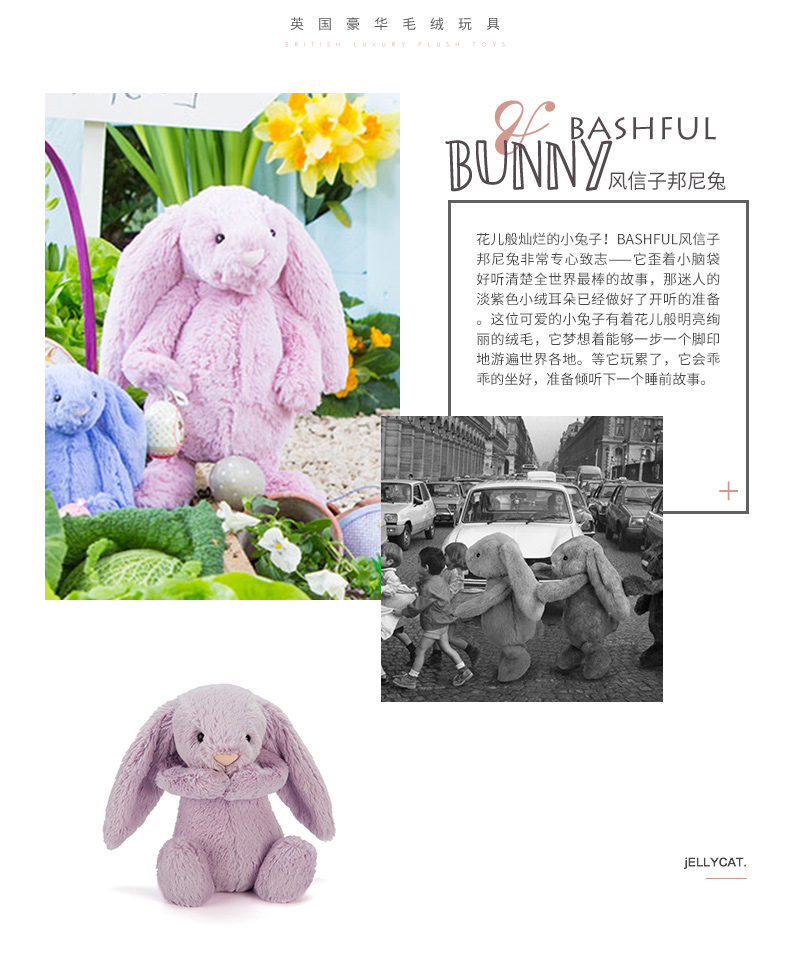 英国豪华毛绒玩具
BRITISH LUXURY PLUSH TOYS
& BASHFUL
BUNNY 风信子邦尼兔
花儿般灿烂的小兔子！BASHFUL风信子
邦尼兔非常专心致志——它歪着小脑袋
好听清楚全世界最棒的故事，那迷人的
淡紫色小绒耳朵已经做好了开听的准备
。这位可爱的小兔子有着花儿般明亮绚
丽的绒毛，它梦想着能够一步一个脚印
地游遍世界各地。等它玩累了，它会乖
乖的坐好，准备倾听下一个睡前故事。
jELLYCAT.